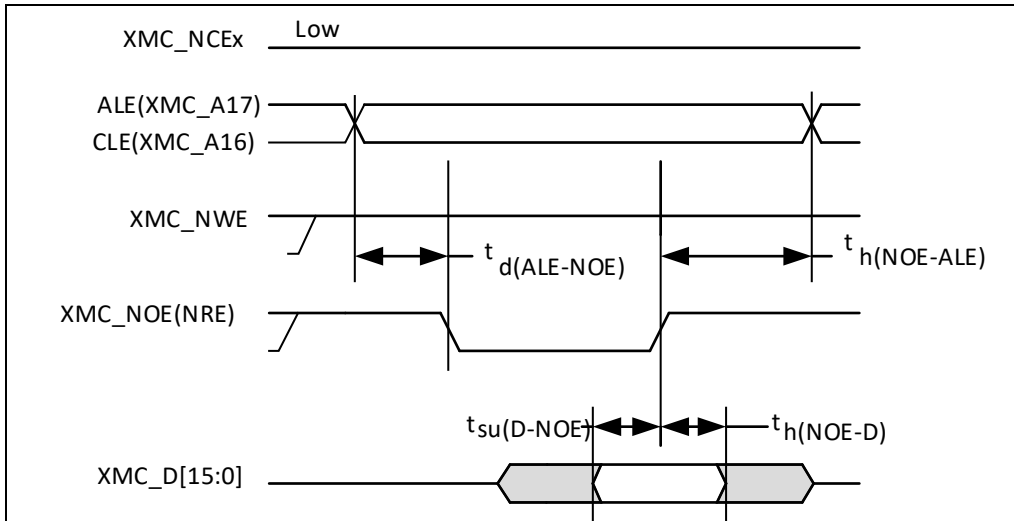 XMC_NCEx Low
ALE(XMC_A17)
CLE(XMC_A16)
XMC_NWE
t d(ALE-NOE)
t h(NOE-ALE)
XMC_NOE(NRE)
tsu(D-NOE)
th(NOE-D)
XMC_D[15:0]